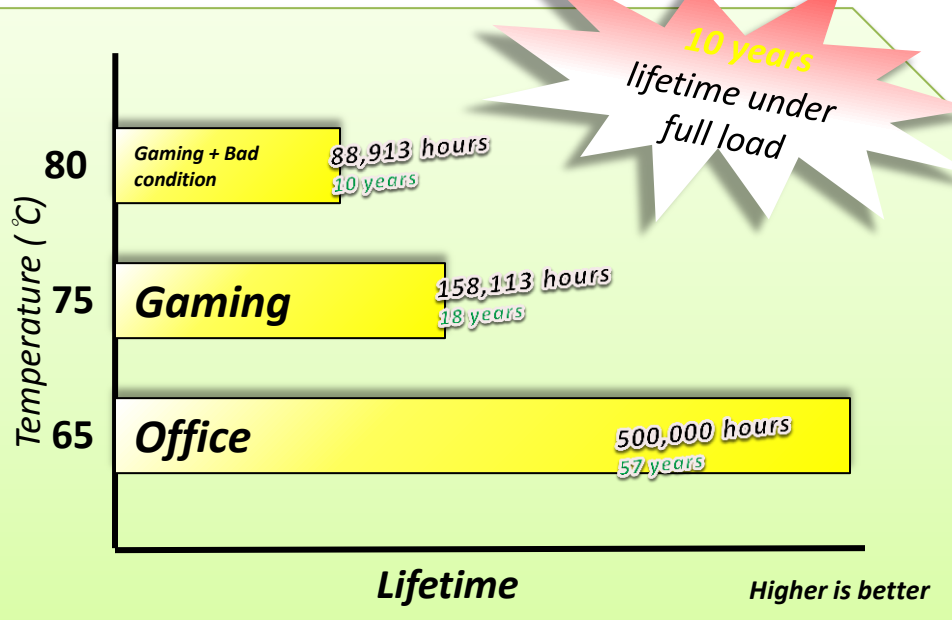 10 years
lifetime under
full load
Temperature (℃)
80
Gaming + Bad
condition
88,913 hours
10 years
75
Gaming
158,113 hours
18 years
65
Office
500,000 hours
57 years
Lifetime
Higher is better